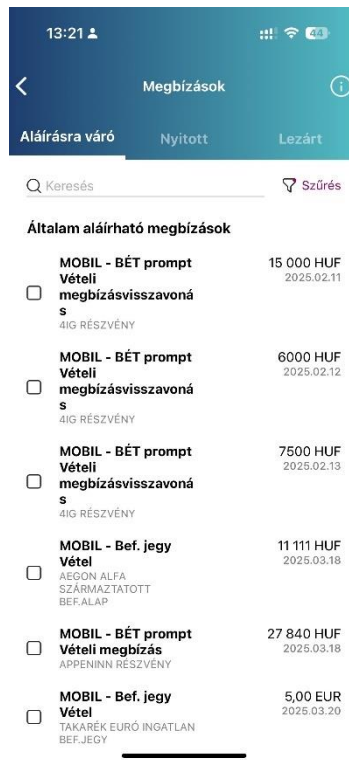 13:21
44
Megbízások
Aláírásra váró
Nyitott
Lezárt
Keresés
Szűrés
Általam aláírható megbízások
MOBIL - BÉT prompt
15 000 HUF
Vételi
2025.02.11
megbízásvisszavoná
s
4IG RÉSZVÉNY
MOBIL - BÉT prompt
6000 HUF
Vételi
2025.02.12
megbízásvisszavoná
s
4IG RÉSZVÉNY
MOBIL - BÉT prompt
7500 HUF
Vételi
2025.02.13
megbízásvisszavoná
s
4IG RÉSZVÉNY
MOBIL - Bef. jegy
11 111 HUF
Vétel
2025.03.18
AEGON ALFA
SZÁRMAZTATOTT
BEF.ALAP
MOBIL - BÉT prompt
27 840 HUF
Vételi megbízás
2025.03.18
APPENINN RÉSZVÉNY
MOBIL - Bef. jegy
5,00 EUR
Vétel
2025.03.20
TAKARÉK EURÓ INGATLAN
BEF.JEGY